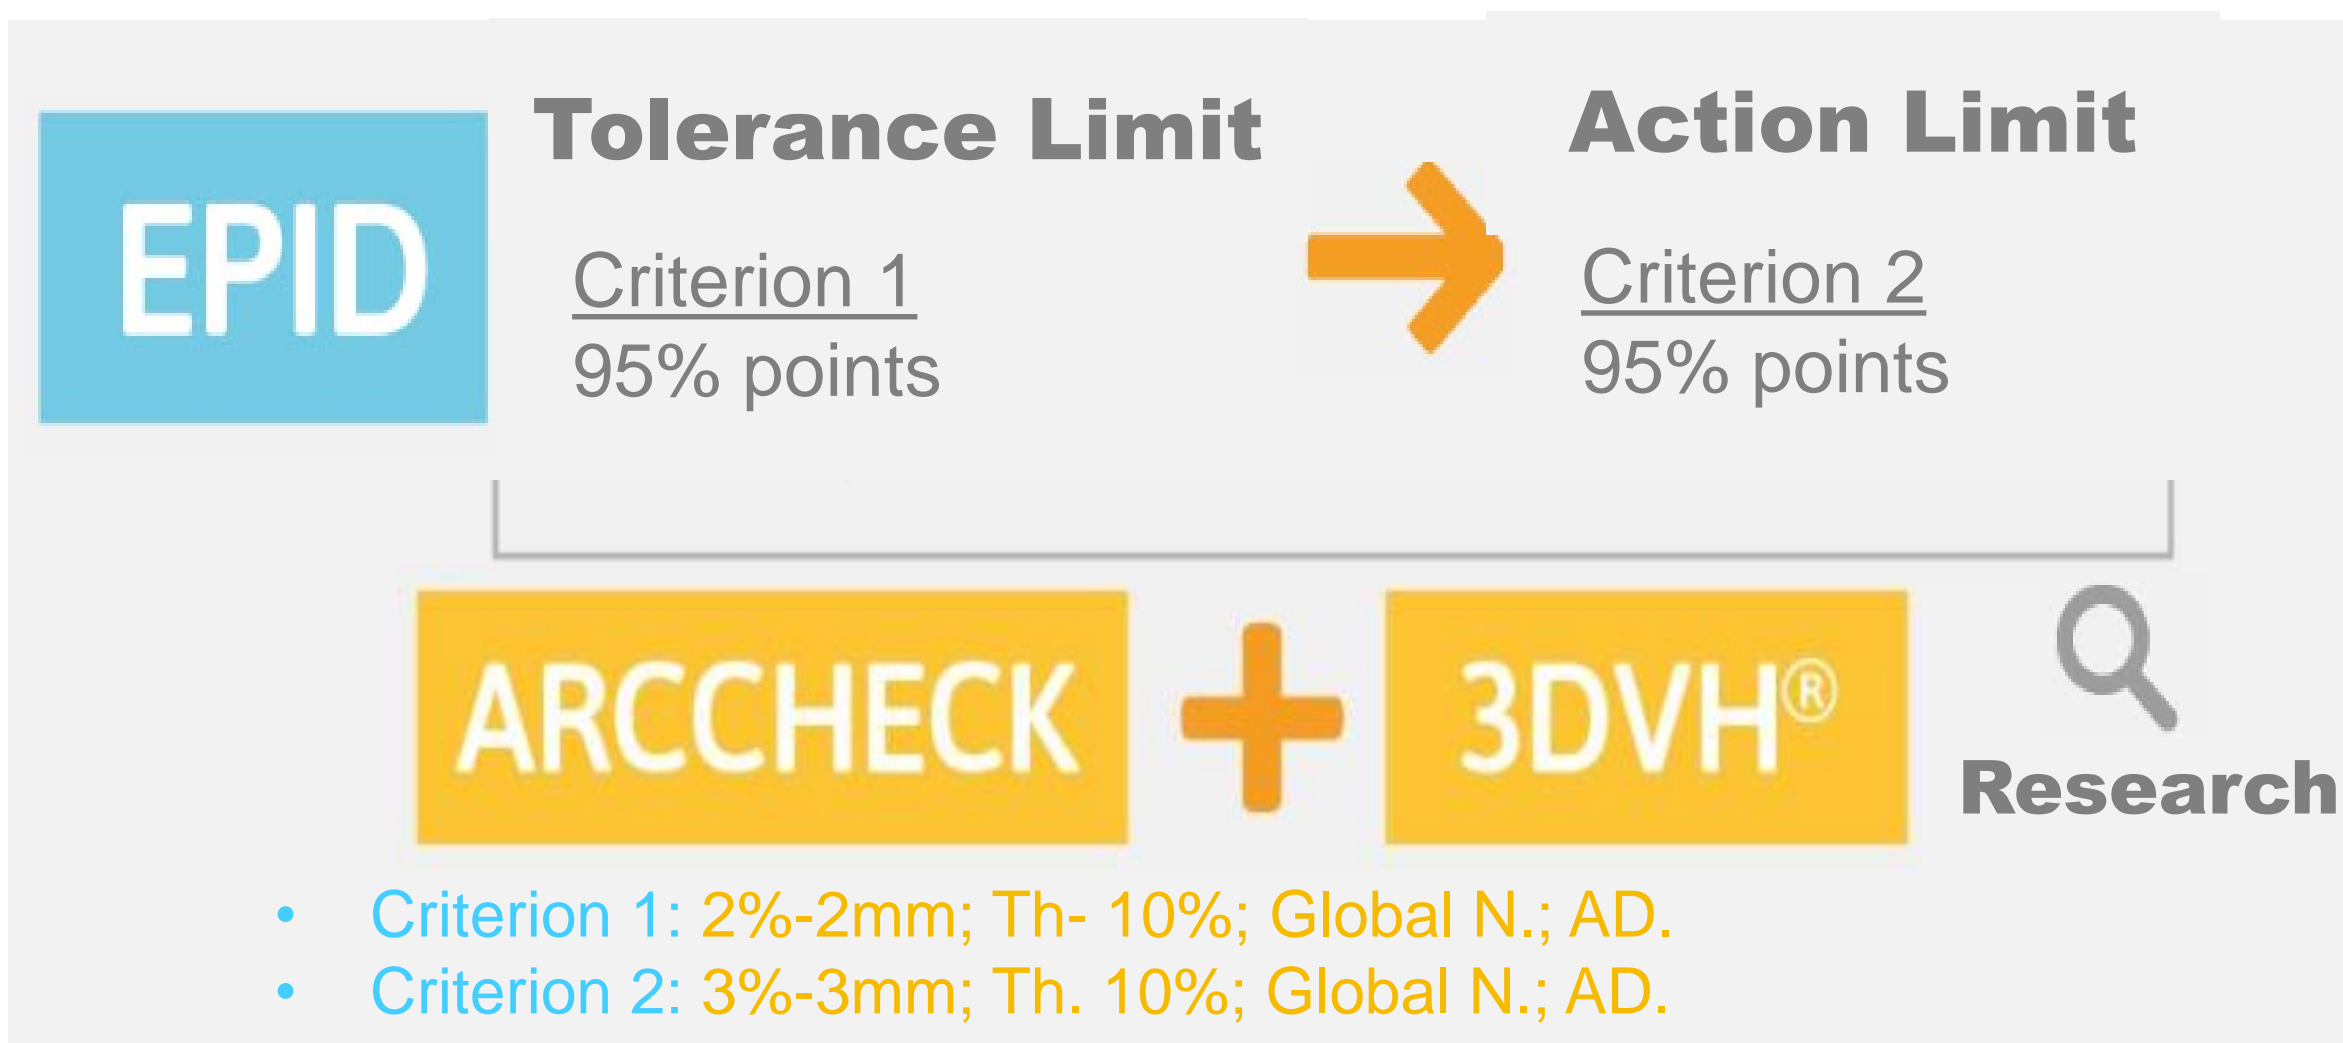 EPID
Tolerance Limit
Criterion 1
95% points
Action Limit
Criterion 2
95% points
ARCCHECK
3DVH®
Research
• Criterion 1: 2%-2mm; Th- 10%; Global N.; AD.
• Criterion 2: 3%-3mm; Th. 10%; Global N.; AD.